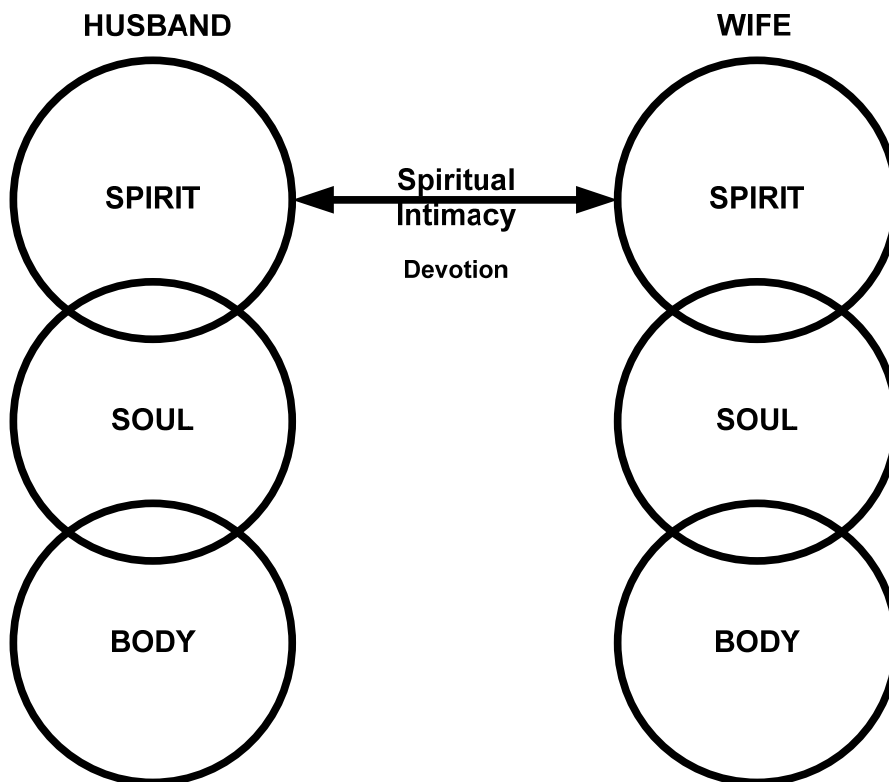 HUSBAND WIFE
SPIRIT Spiritual SPIRIT
Intimacy
Devotion
SOUL SOUL
BODY BODY